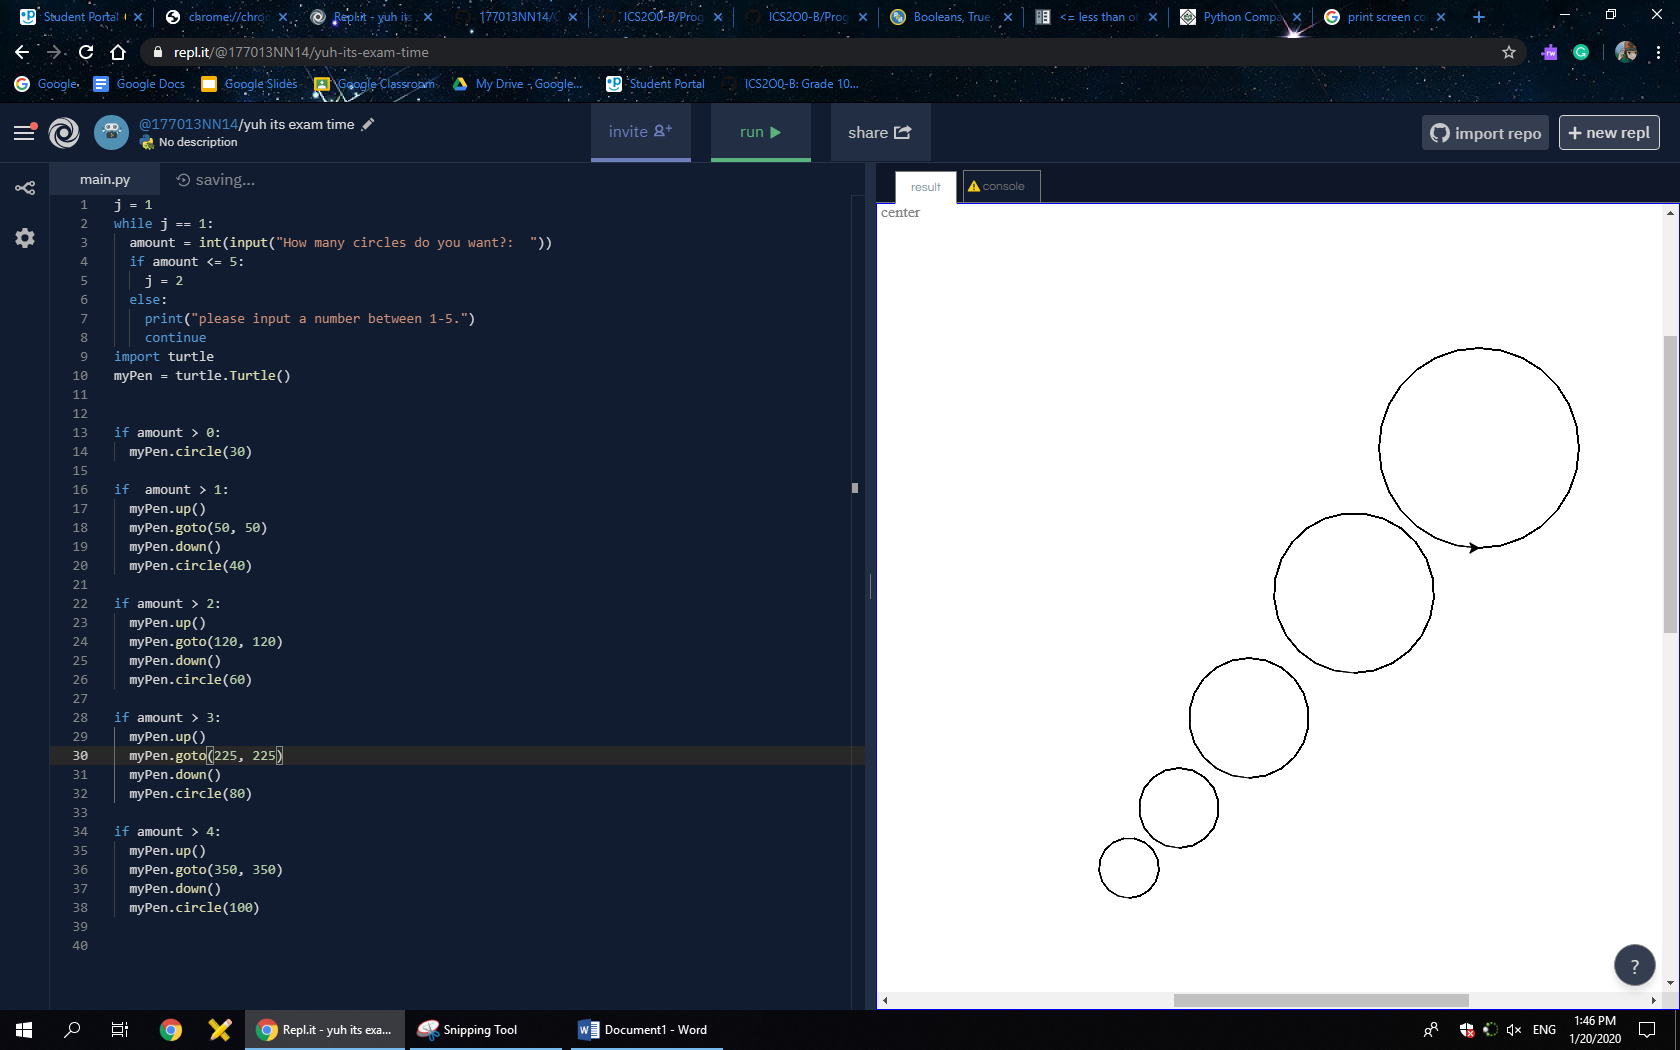 Student Portal
chrome://chro
Repl.it - yuh its
177013NN14/
ICS2O0-B/Prog
ICS2O0-B/Prog
Booleans, True
<= less than o
Python Compa
print screen co
repl.it/@177013NN14/yuh-its-exam-time
Google
Google Docs
Google Slides
Google Classroom
My Drive - Google...
Student Portal
ICS2O0-B: Grade 10...
@177013NN14/yuh its exam time
No description
invite
run
share
import repo
+ new repl
main.py
saving...
result
console
center
1 j = 1
2 while j == 1:
3 amount = int(input("How many circles do you want?:  "))
4 if amount <= 5:
5 j = 2
6 else:
7 print("please input a number between 1-5.")
8 continue
9 import turtle
10 myPen = turtle.Turtle()
11
12
13 if amount > 0:
14 myPen.circle(30)
15
16 if  amount > 1:
17 myPen.up()
18 myPen.goto(50, 50)
19 myPen.down()
20 myPen.circle(40)
21
22 if amount > 2:
23 myPen.up()
24 myPen.goto(120, 120)
25 myPen.down()
26 myPen.circle(60)
27
28 if amount > 3:
29 myPen.up()
30 myPen.goto(225, 225)
31 myPen.down()
32 myPen.circle(80)
33
34 if amount > 4:
35 myPen.up()
36 myPen.goto(350, 350)
37 myPen.down()
38 myPen.circle(100)
39
40
?
Repl.it - yuh its exa...
Snipping Tool
Document1 - Word
ENG
1:46 PM
1/20/2020